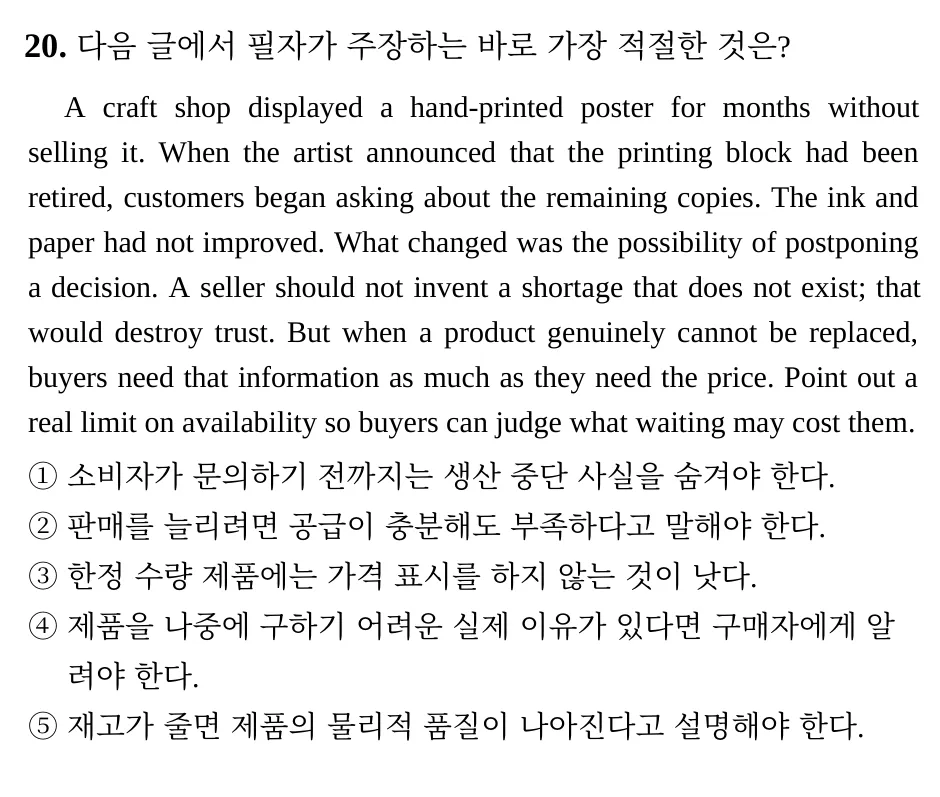 20. 다음 글에서 필자가 주장하는 바로 가장 적절한 것은?
A craft shop displayed a hand-printed poster for months without
selling it. When the artist announced that the printing block had been
retired, customers began asking about the remaining copies. The ink and
paper had not improved. What changed was the possibility of postponing
a decision. A seller should not invent a shortage that does not exist; that
would destroy trust. But when a product genuinely cannot be replaced,
buyers need that information as much as they need the price. Point out a
real limit on availability so buyers can judge what waiting may cost them.
① 소비자가 문의하기 전까지는 생산 중단 사실을 숨겨야 한다.
② 판매를 늘리려면 공급이 충분해도 부족하다고 말해야 한다.
③ 한정 수량 제품에는 가격 표시를 하지 않는 것이 낫다.
④ 제품을 나중에 구하기 어려운 실제 이유가 있다면 구매자에게 알
려야 한다.
⑤ 재고가 줄면 제품의 물리적 품질이 나아진다고 설명해야 한다.